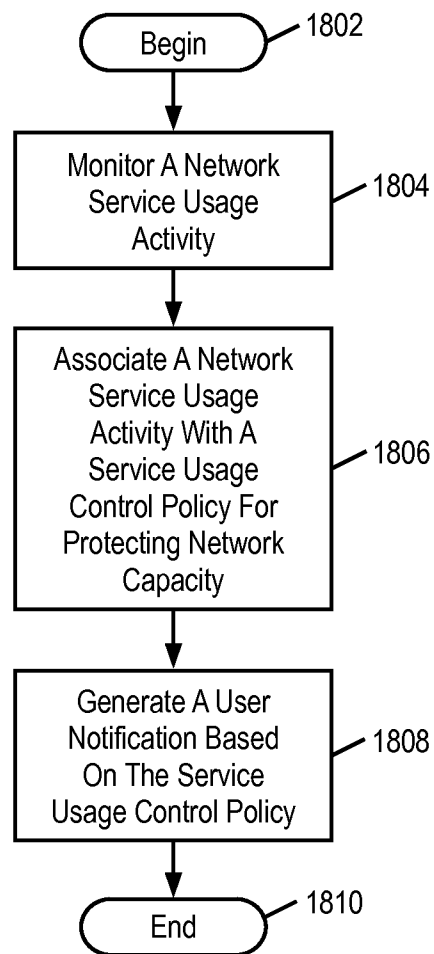 Begin
1802
Monitor A Network
Service Usage
Activity
1804
Associate A Network
Service Usage
Activity With A
Service Usage
Control Policy For
Protecting Network
Capacity
1806
Generate A User
Notification Based
On The Service
Usage Control Policy
1808
End
1810